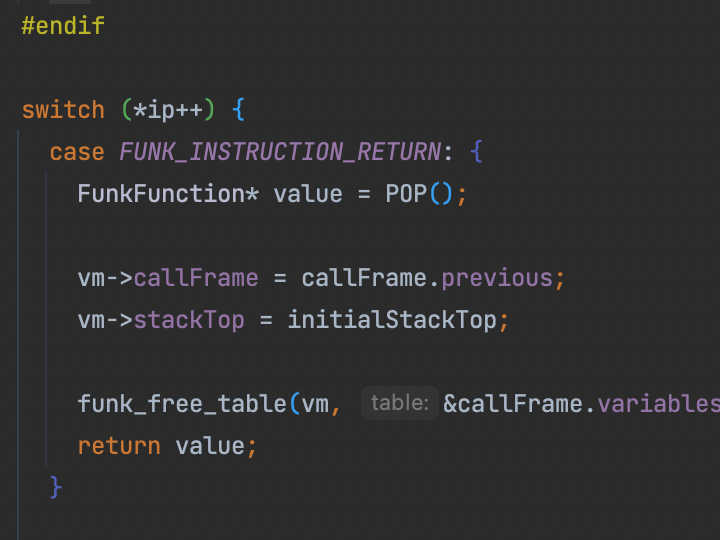 #endif
switch (*ip++) {
case FUNK_INSTRUCTION_RETURN: {
FunkFunction* value = POP();
vm->callFrame = callFrame.previous;
vm->stackTop = initialStackTop;
funk_free_table(vm, table: &callFrame.variables
return value;
}